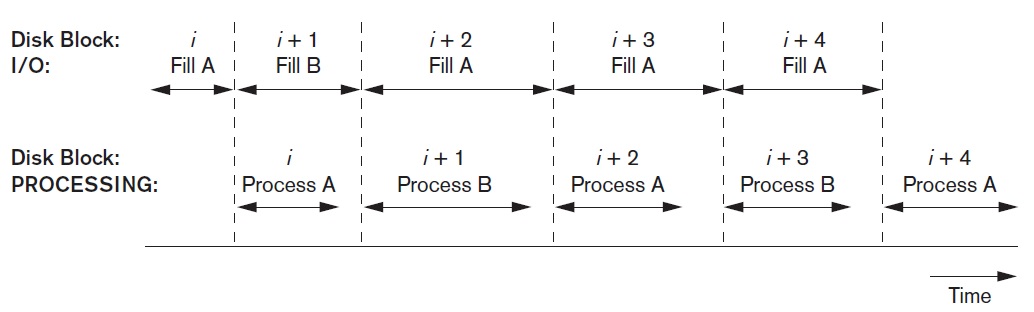 Disk Block: i i + 1 i + 2 i + 3 i + 4
I/O: Fill A Fill B Fill A Fill A Fill A
Disk Block: i i + 1 i + 2 i + 3 i + 4
PROCESSING: Process A Process B Process A Process B Process A
Time